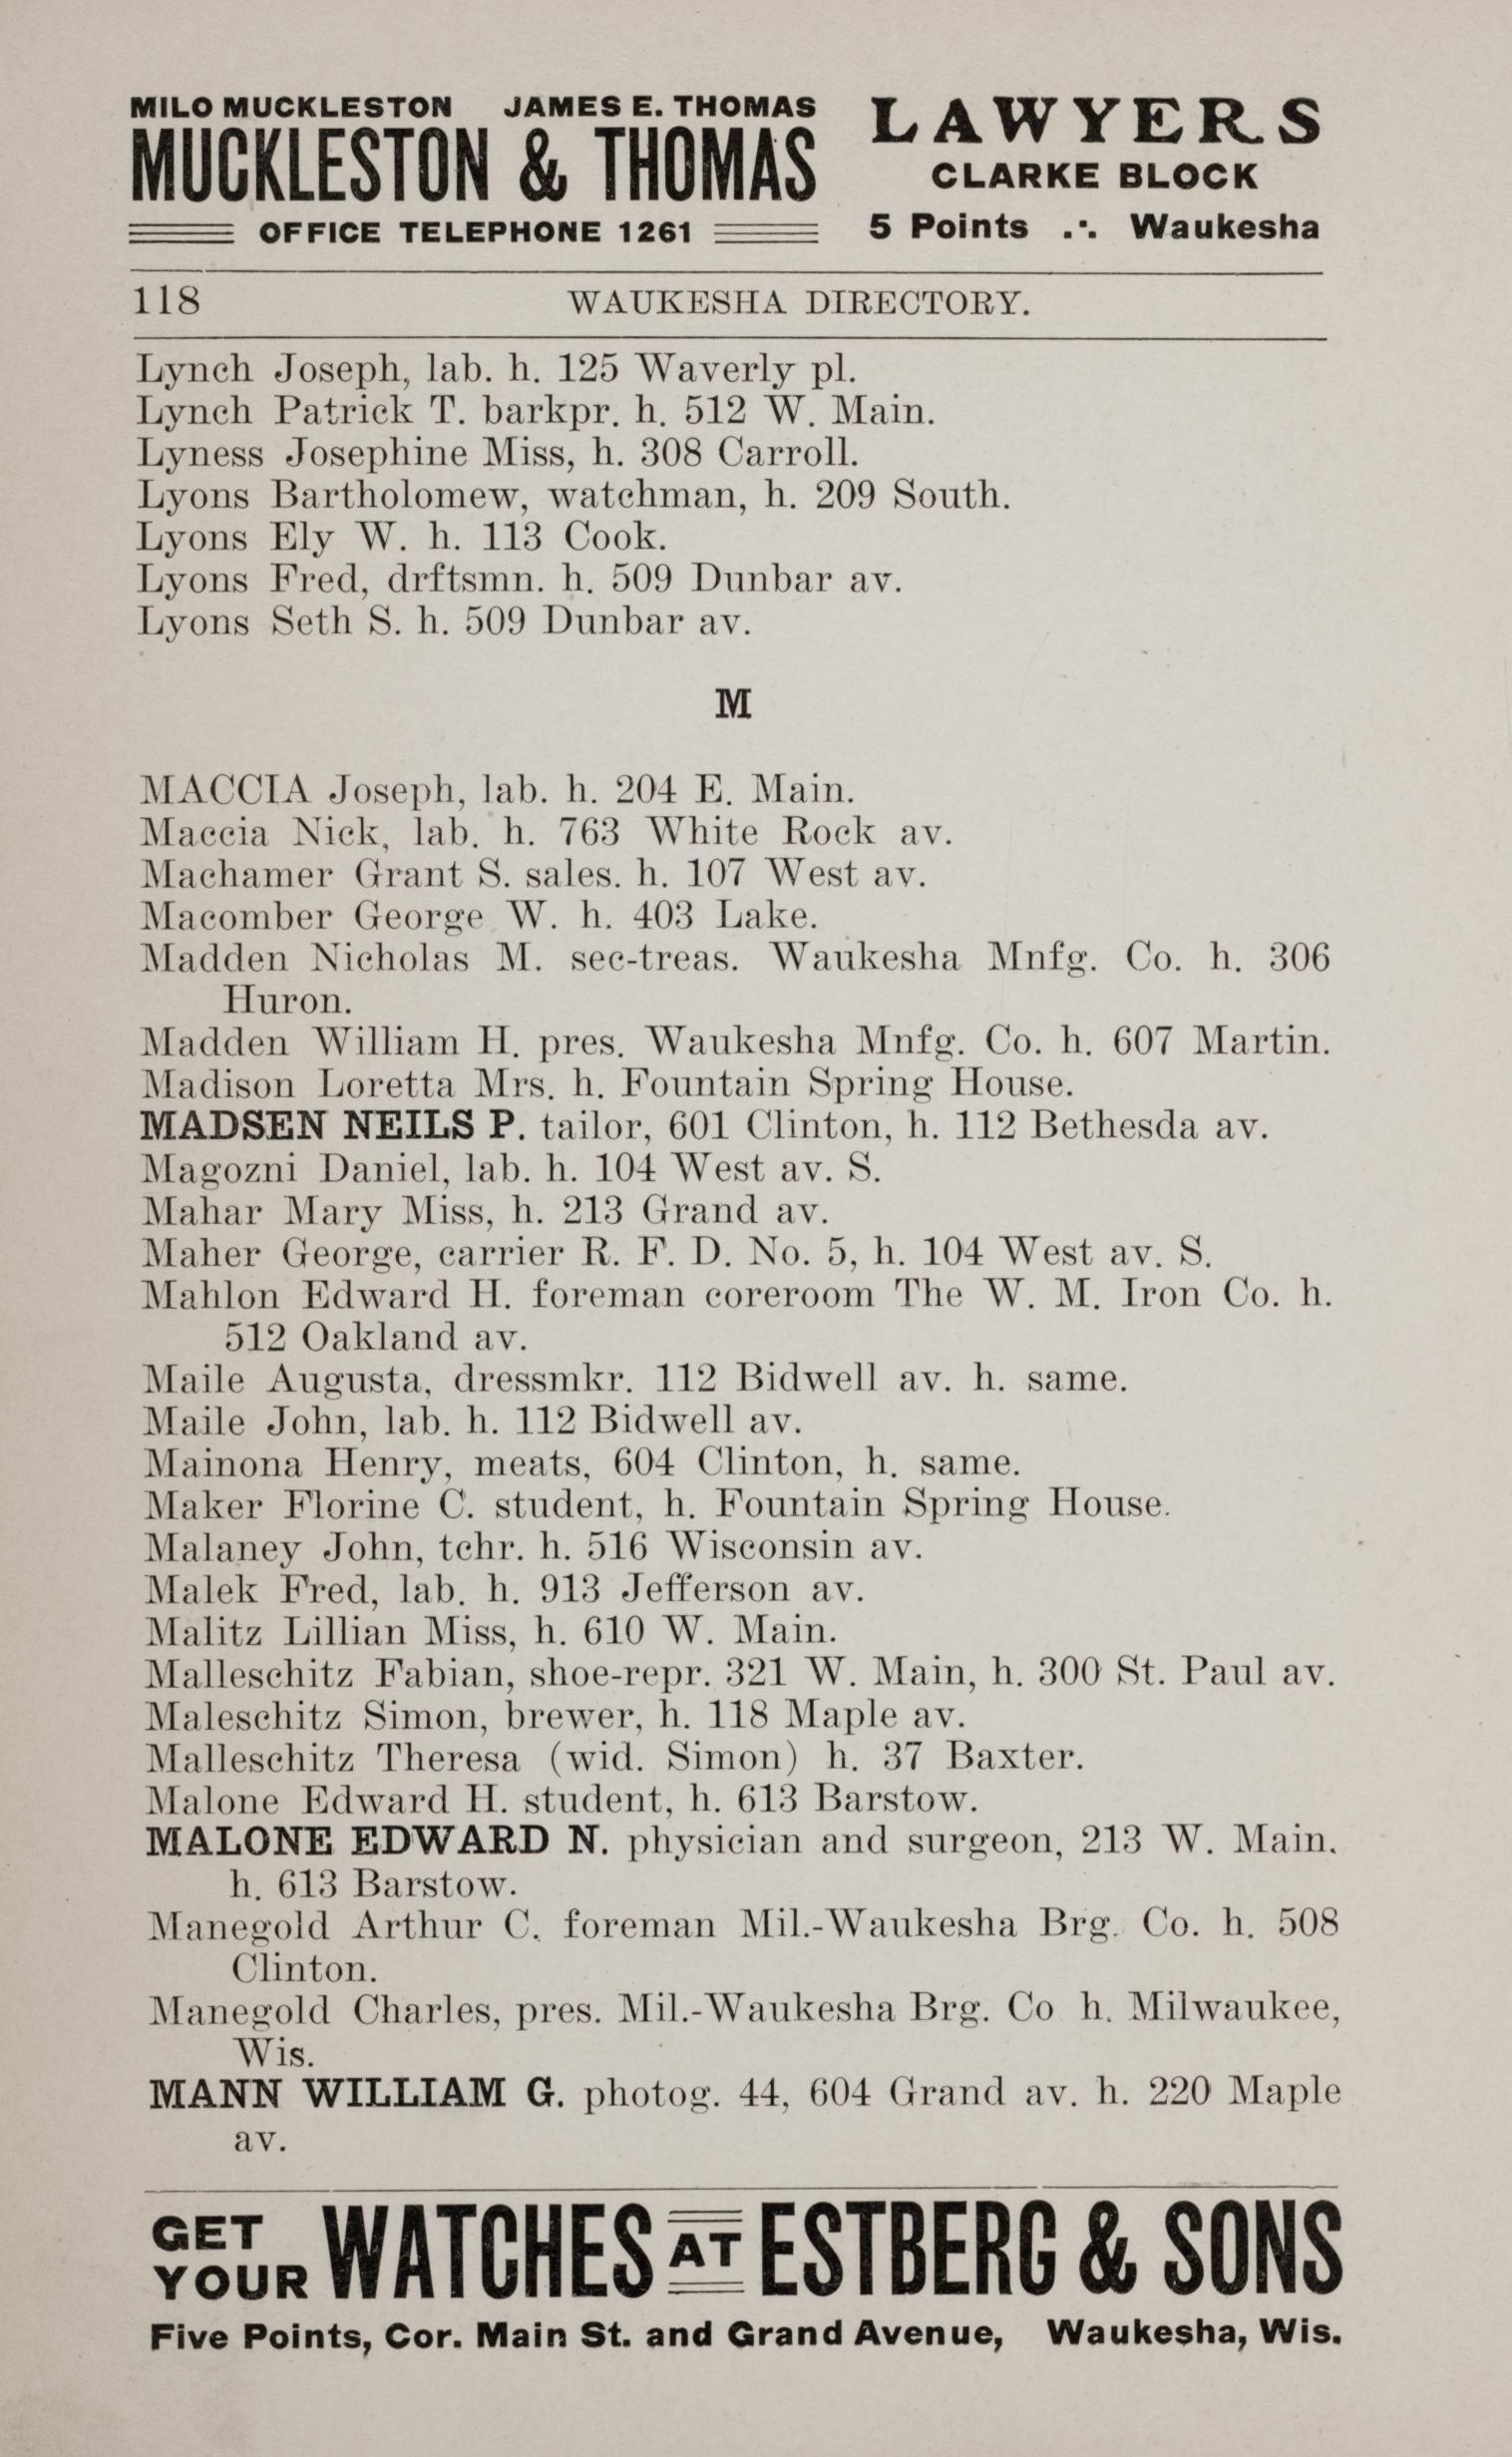 MILO MUCKLESTON JAMES E. THOMAS
MUCKLESTON & THOMAS
OFFICE TELEPHONE 1261
LAWYERS
CLARKE BLOCK
5 Points ∴ Waukesha
118 WAUKESHA DIRECTORY.
Lynch Joseph, lab. h. 125 Waverly pl.
Lynch Patrick T. barkpr. h. 512 W. Main.
Lyness Josephine Miss, h. 308 Carroll.
Lyons Bartholomew, watchman, h. 209 South.
Lyons Ely W. h. 113 Cook.
Lyons Fred, drftsmn. h. 509 Dunbar av.
Lyons Seth S. h. 509 Dunbar av.
M
MACCIA Joseph, lab. h. 204 E. Main.
Maccia Nick, lab. h. 763 White Rock av.
Machamer Grant S. sales. h. 107 West av.
Macomber George W. h. 403 Lake.
Madden Nicholas M. sec-treas. Waukesha Mnfg. Co. h. 306
Huron.
Madden William H. pres. Waukesha Mnfg. Co. h. 607 Martin.
Madison Loretta Mrs. h. Fountain Spring House.
MADSEN NEILS P. tailor, 601 Clinton, h. 112 Bethesda av.
Magozni Daniel, lab. h. 104 West av. S.
Mahar Mary Miss, h. 213 Grand av.
Maher George, carrier R. F. D. No. 5, h. 104 West av. S.
Mahlon Edward H. foreman coreroom The W. M. Iron Co. h.
512 Oakland av.
Maile Augusta, dressmkr. 112 Bidwell av. h. same.
Maile John, lab. h. 112 Bidwell av.
Mainona Henry, meats, 604 Clinton, h. same.
Maker Florine C. student, h. Fountain Spring House.
Malaney John, tchr. h. 516 Wisconsin av.
Malek Fred, lab. h. 913 Jefferson av.
Malitz Lillian Miss, h. 610 W. Main.
Malleschitz Fabian, shoe-repr. 321 W. Main, h. 300 St. Paul av.
Maleschitz Simon, brewer, h. 118 Maple av.
Malleschitz Theresa (wid. Simon) h. 37 Baxter.
Malone Edward H. student, h. 613 Barstow.
MALONE EDWARD N. physician and surgeon, 213 W. Main.
h. 613 Barstow.
Manegold Arthur C. foreman Mil.-Waukesha Brg. Co. h. 508
Clinton.
Manegold Charles, pres. Mil.-Waukesha Brg. Co h. Milwaukee,
Wis.
MANN WILLIAM G. photog. 44, 604 Grand av. h. 220 Maple
av.
GET YOUR WATCHES AT ESTBERG & SONS
Five Points, Cor. Main St. and Grand Avenue, Waukesha, Wis.